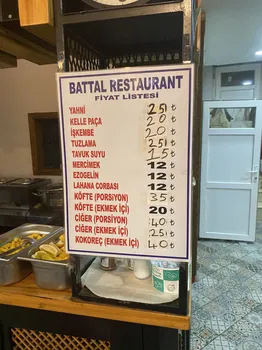 BATTAL RESTAURANT
FİYAT LİSTESİ
YAHNİ 25 ₺
KELLE PAÇA 20 ₺
İŞKEMBE 20 ₺
TUZLAMA 25 ₺
TAVUK SUYU 15 ₺
MERCİMEK 12 ₺
EZOGELİN 12 ₺
LAHANA ÇORBASI 12 ₺
KÖFTE (PORSİYON) 35 ₺
KÖFTE (EKMEK İÇİ) 20 ₺
CİĞER (PORSİYON) 40 ₺
CİĞER (EKMEK İÇİ) 25 ₺
KOKOREÇ (EKMEK İÇİ) 40 ₺